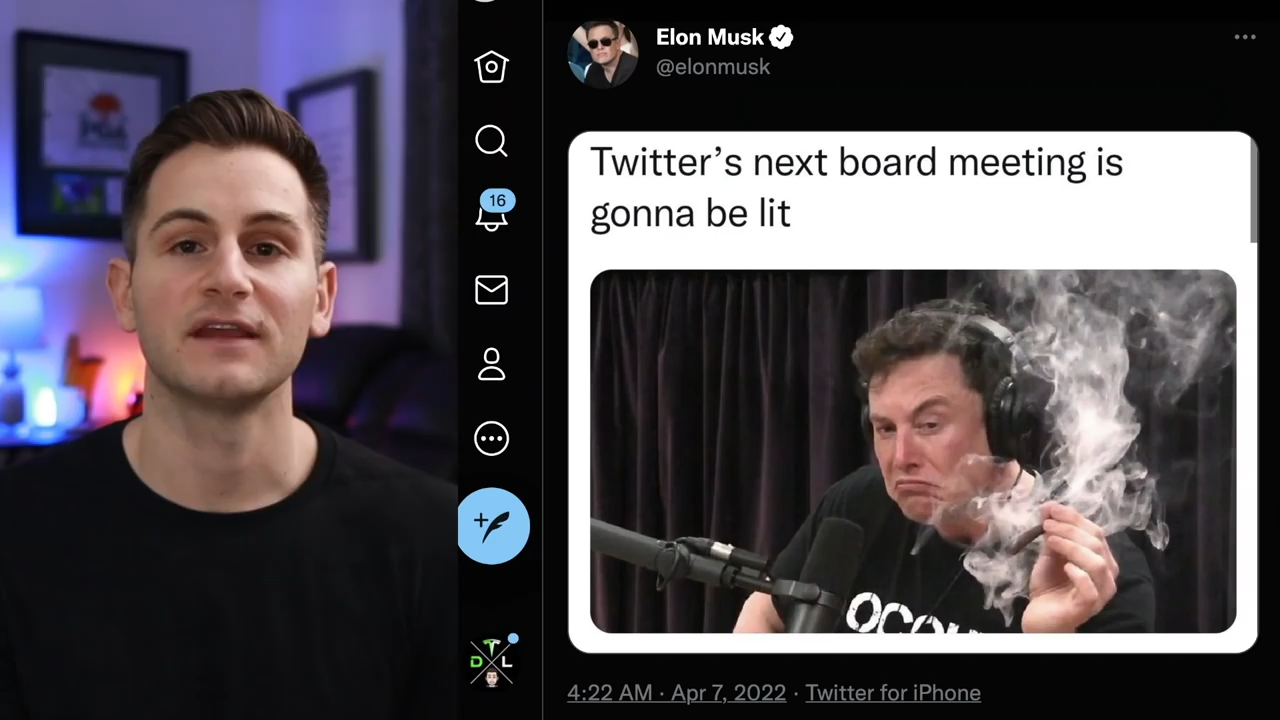 PGA
Elon Musk
@elonmusk
Twitter's next board meeting is
gonna be lit
16
D L
4:22 AM · Apr 7, 2022 · Twitter for iPhone